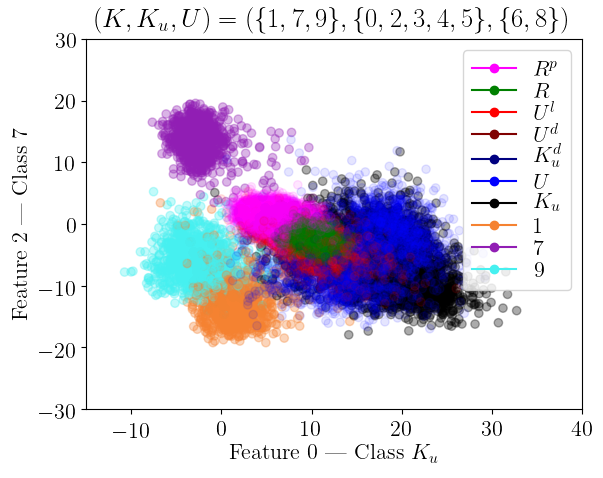 (K, K_u, U) = ({1, 7, 9}, {0, 2, 3, 4, 5}, {6, 8})
30
20
10
0
−10
−20
−30
Feature 2 — Class 7
R^p
R
U^l
U^d
K_u^d
U
K_u
1
7
9
−10 0 10 20 30 40
Feature 0 — Class K_u